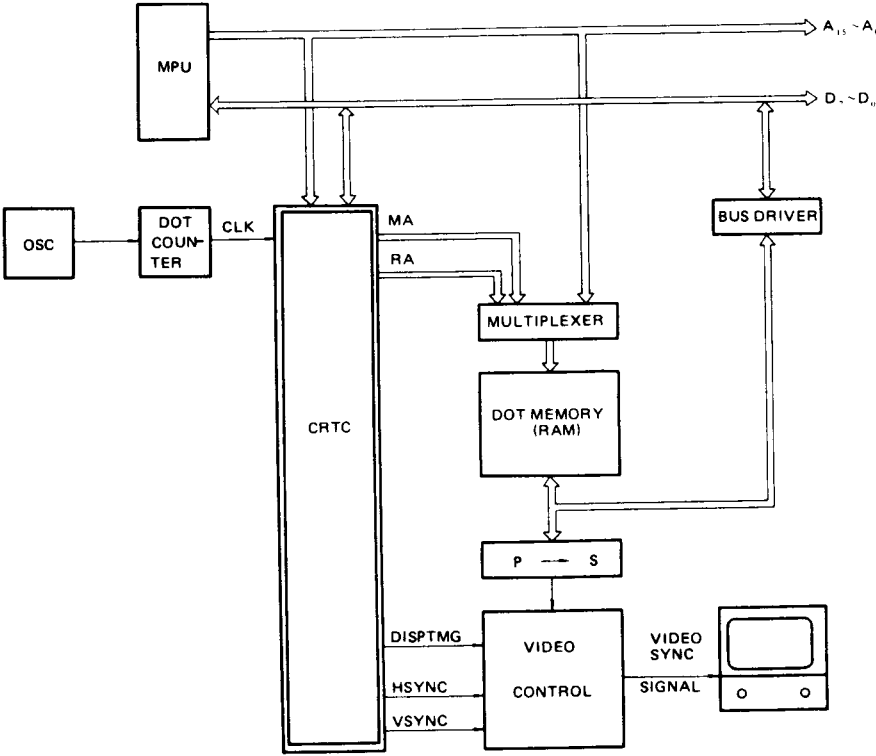 MPU
A₁₅ ~ A₀
D₇ ~ D₀
BUS DRIVER
OSC
DOT
COUN-
TER
CLK
MA
RA
MULTIPLEXER
CRTC
DOT MEMORY
(RAM)
P → S
DISPTMG
HSYNC
VSYNC
VIDEO
CONTROL
VIDEO
SYNC
SIGNAL